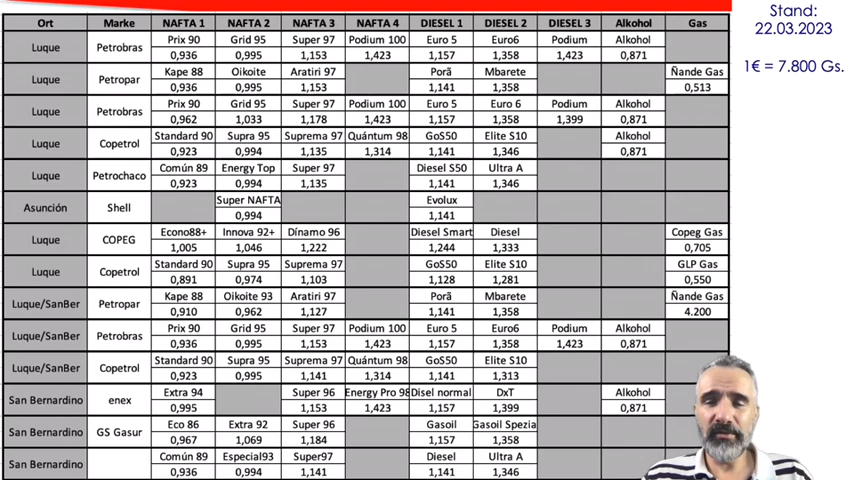 Stand:
22.03.2023
1€ = 7.800 Gs.
Ort Marke NAFTA 1 NAFTA 2 NAFTA 3 NAFTA 4 DIESEL 1 DIESEL 2 DIESEL 3 Alkohol Gas
Luque Petrobras Prix 90 Grid 95 Super 97 Podium 100 Euro 5 Euro6 Podium Alkohol
0,936 0,995 1,153 1,423 1,157 1,358 1,423 0,871
Luque Petropar Kape 88 Oikoite Aratiri 97 Porã Mbarete Ñande Gas
0,936 0,995 1,153 1,141 1,358 0,513
Luque Petrobras Prix 90 Grid 95 Super 97 Podium 100 Euro 5 Euro 6 Podium Alkohol
0,962 1,033 1,178 1,423 1,157 1,358 1,399 0,871
Luque Copetrol Standard 90 Supra 95 Suprema 97 Quántum 98 GoS50 Elite S10 Alkohol
0,923 0,994 1,135 1,314 1,141 1,346 0,871
Luque Petrochaco Común 89 Energy Top Super 97 Diesel S50 Ultra A
0,923 0,994 1,135 1,141 1,346
Asunción Shell Super NAFTA Evolux
0,994 1,141
Luque COPEG Econo88+ Innova 92+ Dínamo 96 Diesel Smart Diesel Copeg Gas
1,005 1,046 1,222 1,244 1,333 0,705
Luque Copetrol Standard 90 Supra 95 Suprema 97 GoS50 Elite S10 GLP Gas
0,891 0,974 1,103 1,128 1,281 0,550
Luque/SanBer Petropar Kape 88 Oikoite 93 Aratiri 97 Porã Mbarete Ñande Gas
0,910 0,962 1,127 1,141 1,358 4.200
Luque/SanBer Petrobras Prix 90 Grid 95 Super 97 Podium 100 Euro 5 Euro6 Podium Alkohol
0,936 0,995 1,153 1,423 1,157 1,358 1,423 0,871
Luque/SanBer Copetrol Standard 90 Supra 95 Suprema 97 Quántum 98 GoS50 Elite S10
0,923 0,995 1,141 1,314 1,141 1,313
San Bernardino enex Extra 94 Super 96 Energy Pro 98 Disel normal DxT Alkohol
0,995 1,153 1,423 1,157 1,399 0,871
San Bernardino GS Gasur Eco 86 Extra 92 Super 96 Gasoil Gasoil Spezia
0,967 1,069 1,184 1,157 1,358
San Bernardino Común 89 Especial93 Super97 Diesel Ultra A
0,936 0,994 1,141 1,141 1,346